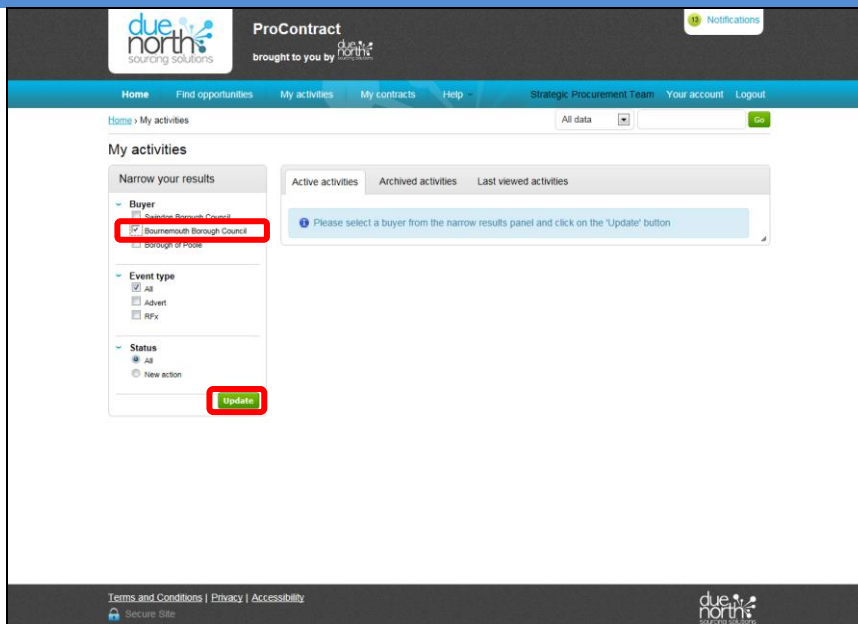 due
north
sourcing solutions
ProContract
brought to you by due north
13 Notifications
Home Find opportunities My activities My contracts Help Strategic Procurement Team Your account Logout
Home › My activities
All data Go
My activities
Narrow your results
Active activities Archived activities Last viewed activities
Buyer
Swindon Borough Council
Bournemouth Borough Council
Borough of Poole
Please select a buyer from the narrow results panel and click on the 'Update' button
Event type
All
Advert
RFx
Status
All
New action
Update
Terms and Conditions | Privacy | Accessibility
Secure Site
due
north
sourcing solutions